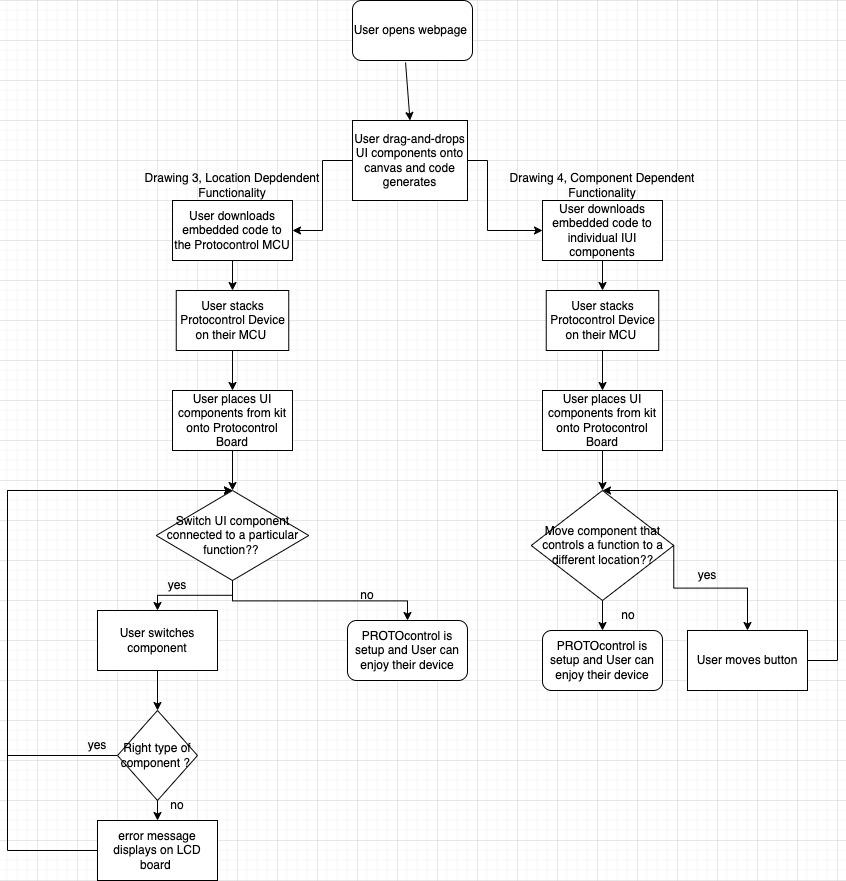 User opens webpage
User drag-and-drops
UI components onto
canvas and code
generates
Drawing 3, Location Depdendent
Functionality
User downloads
embedded code to
the Protocontrol MCU
User stacks
Protocontrol Device
on their MCU
User places UI
components from kit
onto Protocontrol
Board
Switch UI component
connected to a particular
function??
yes
no
User switches
component
PROTOcontrol is
setup and User can
enjoy their device
Right type of
component ?
yes
no
error message
displays on LCD
board
Drawing 4, Component Dependent
Functionality
User downloads
embedded code to
individual IUI
components
User stacks
Protocontrol Device
on their MCU
User places UI
components from kit
onto Protocontrol
Board
Move component that
controls a function to a
different location??
yes
no
PROTOcontrol is
setup and User can
enjoy their device
User moves button